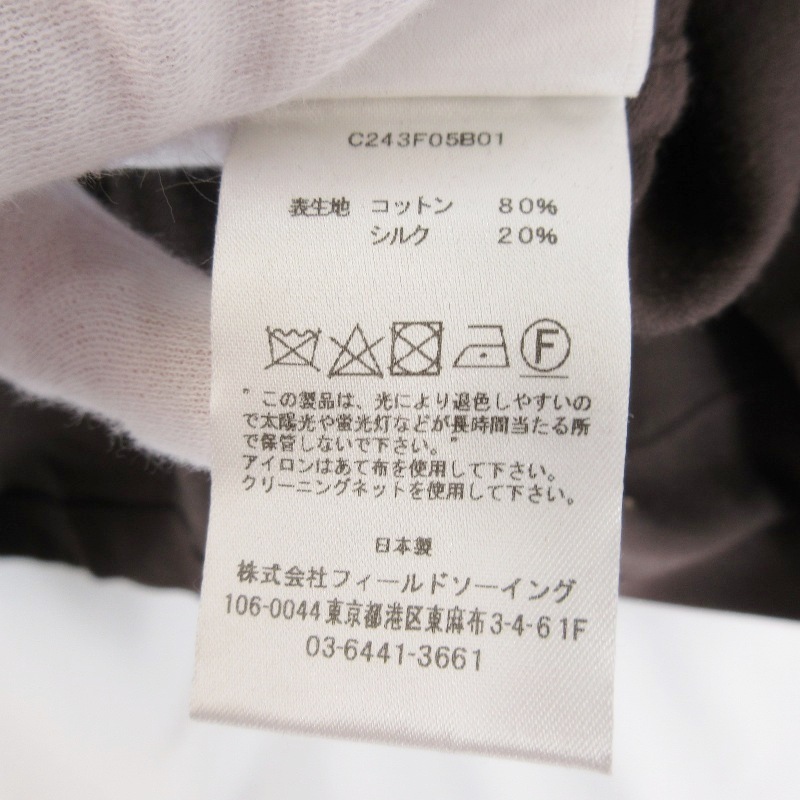 C243F05B01
表生地 コットン 80%
シルク 20%
F
"この製品は、光により退色しやすいの
で太陽光や蛍光灯などが長時間当たる所
で保管しないで下さい。"
アイロンはあて布を使用して下さい。
クリーニングネットを使用して下さい。
日本製
株式会社フィールドソーイング
106-0044東京都港区東麻布3-4-6 1F
03-6441-3661